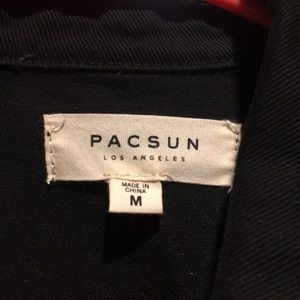 PACSUN
LOS ANGELES
MADE IN
CHINA
M